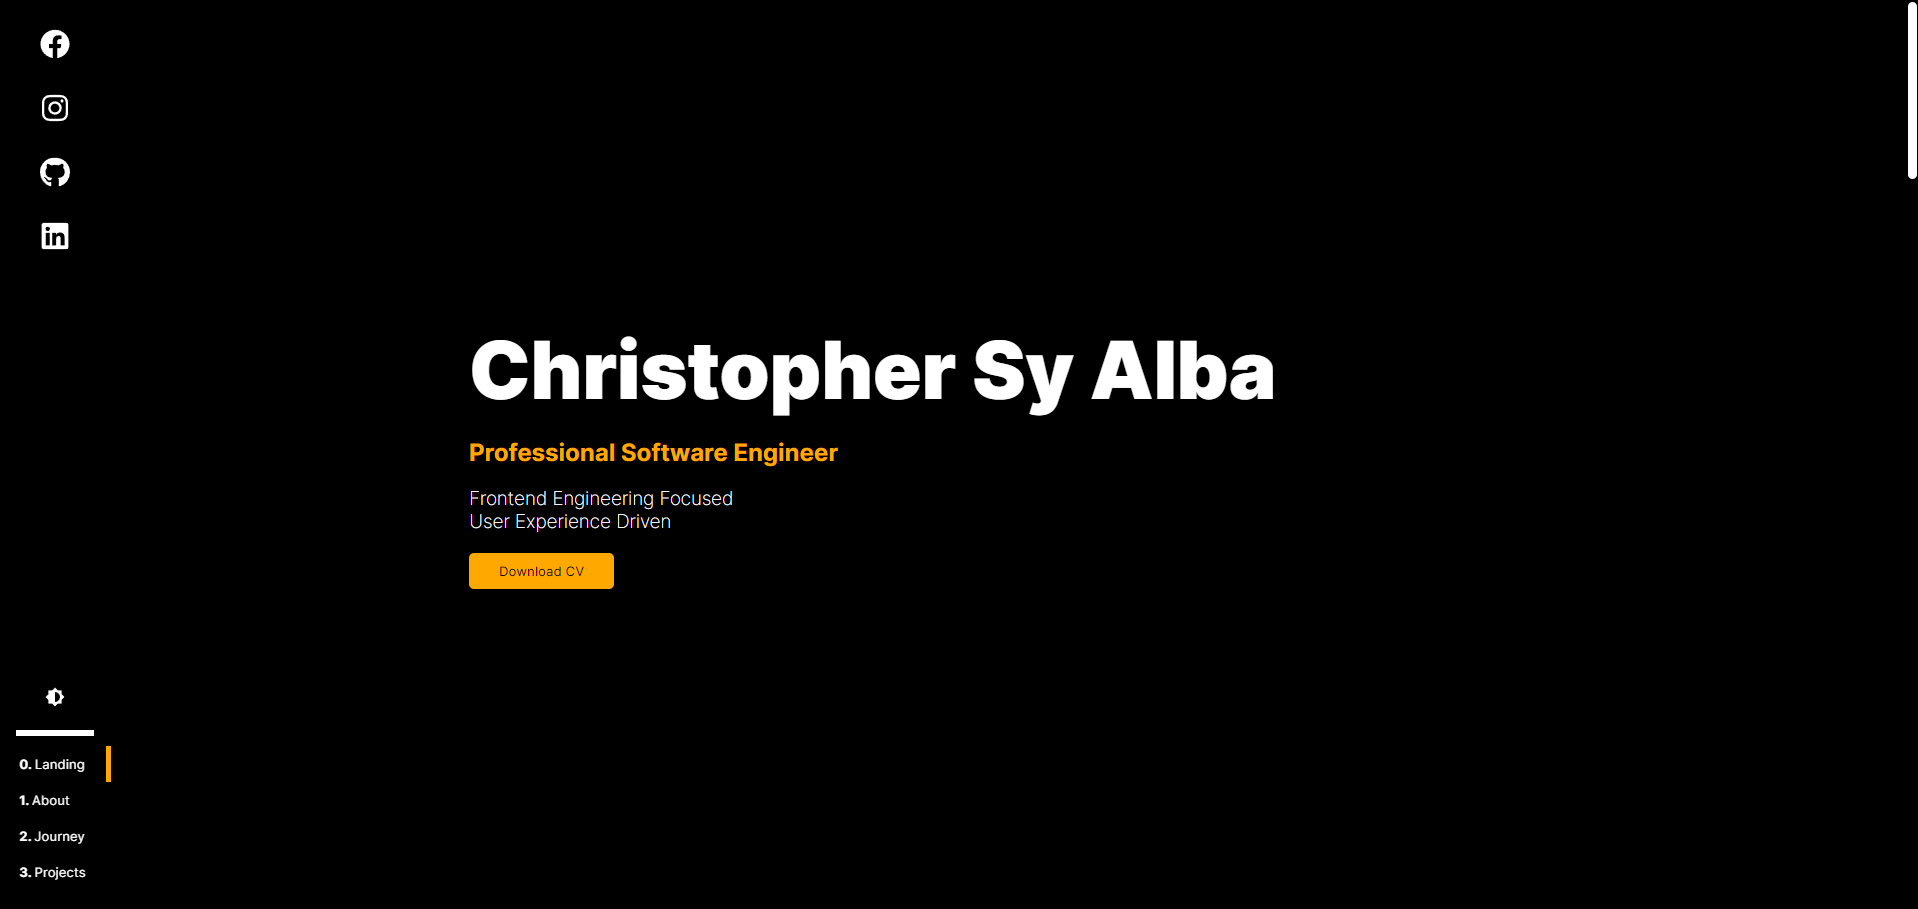 Christopher Sy Alba
Professional Software Engineer
Frontend Engineering Focused
User Experience Driven
Download CV
0. Landing
1. About
2. Journey
3. Projects